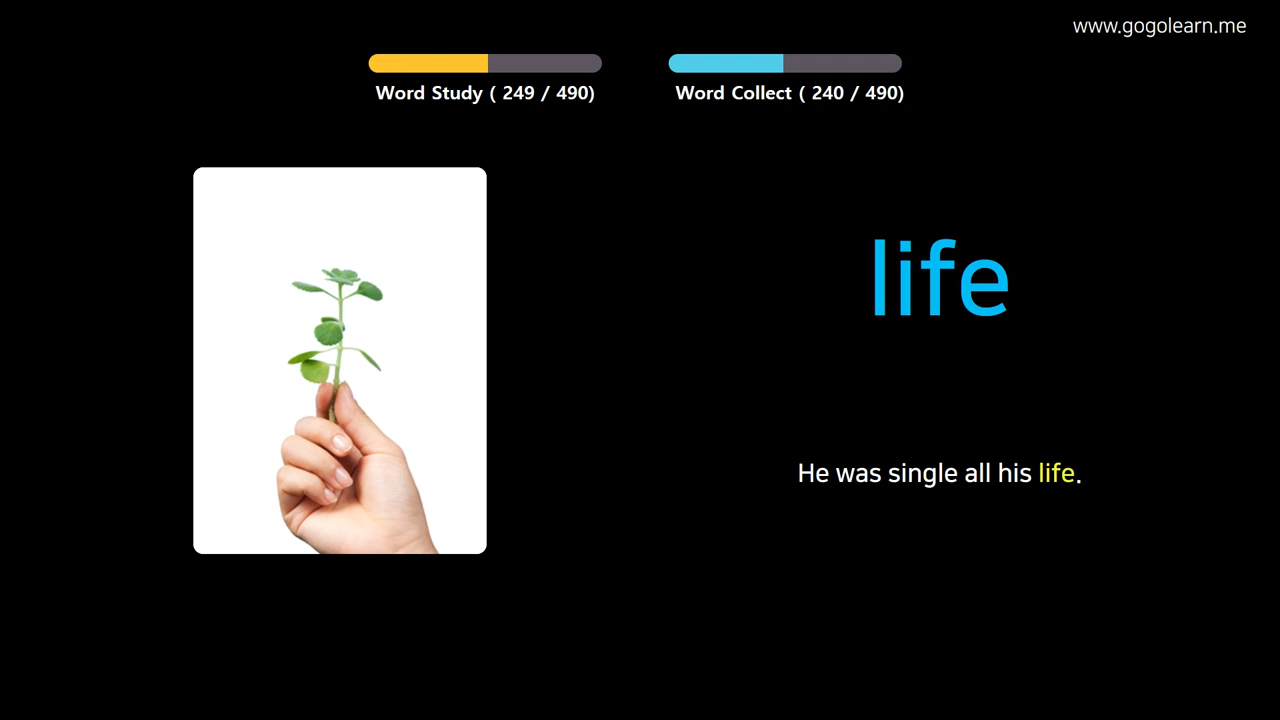 www.gogolearn.me
Word Study ( 249 / 490)
Word Collect ( 240 / 490)
life
He was single all his life.